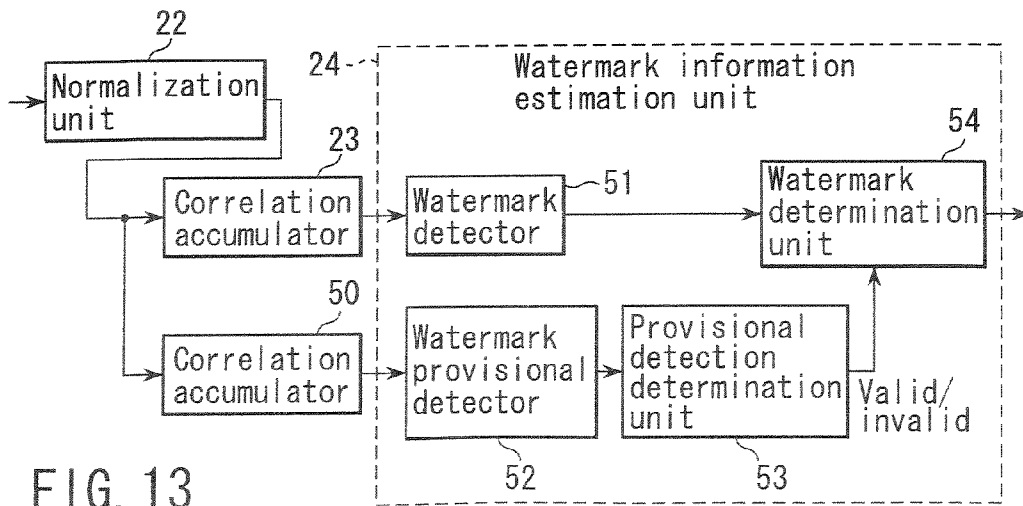 22
Normalization
unit
24
Watermark information
estimation unit
54
23
Correlation
accumulator
51
Watermark
detector
Watermark
determination
unit
50
Correlation
accumulator
Watermark
provisional
detector
Provisional
detection
determination
unit
Valid/
invalid
52
53
FIG. 13